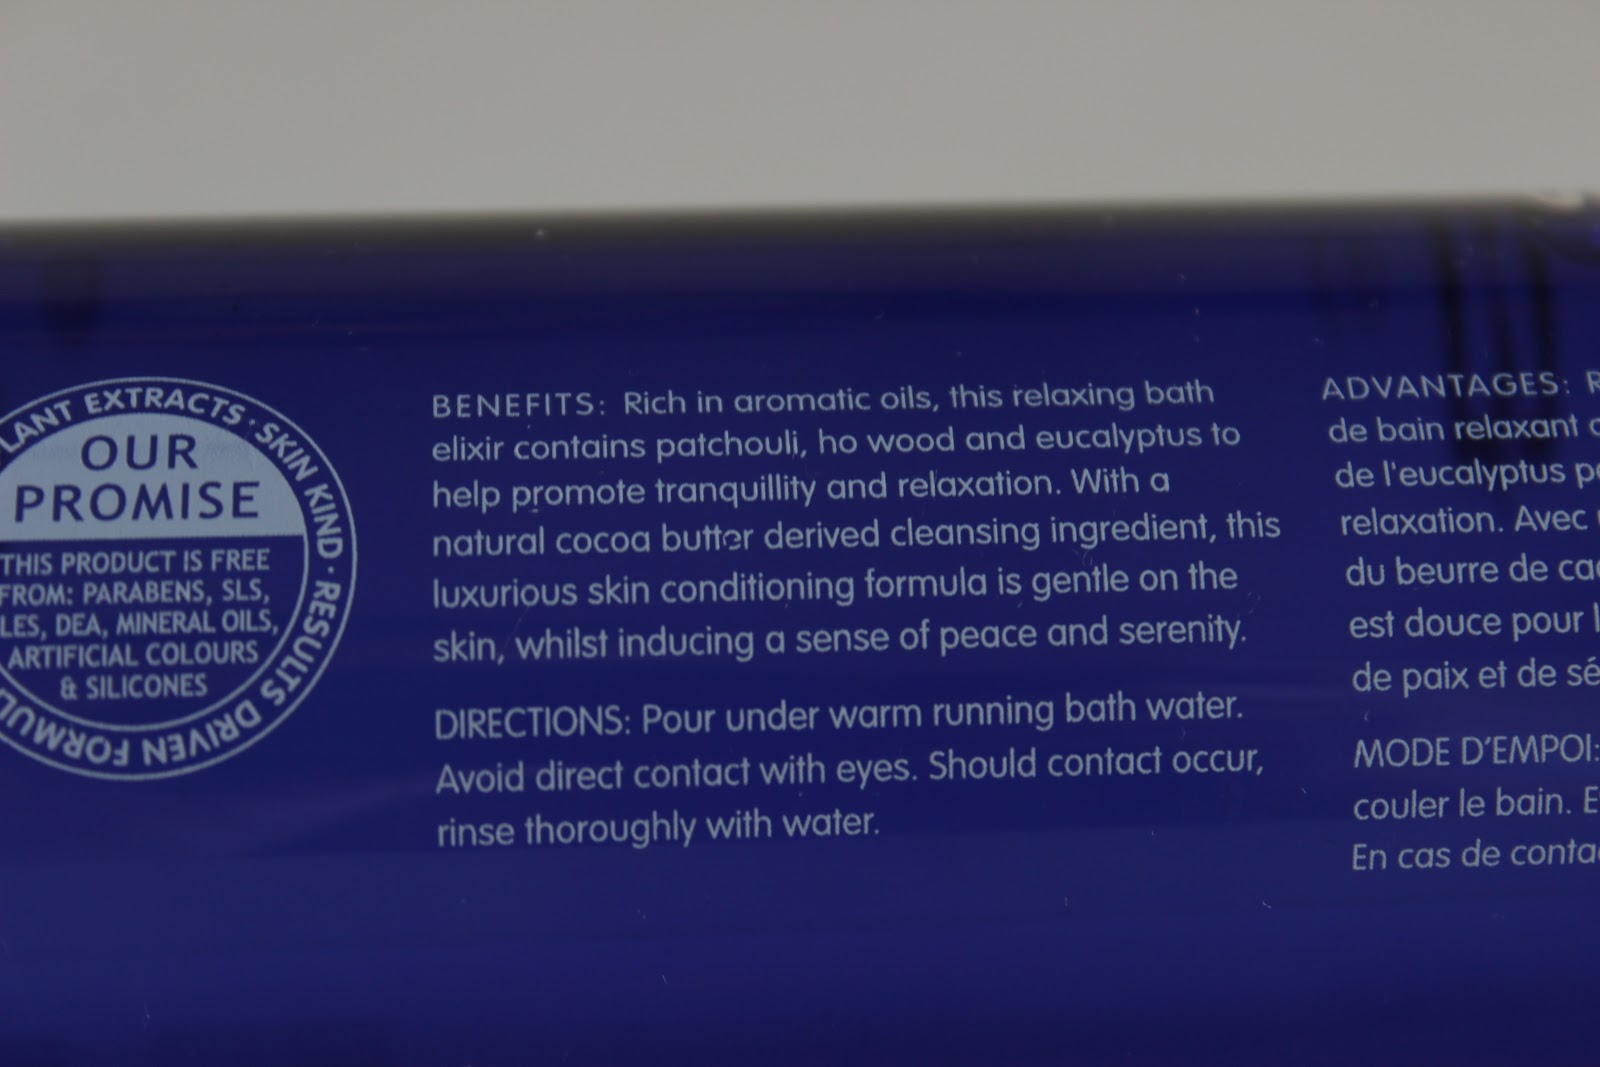 EXTRACTS · SKIN KIND · RESULTS DRIVEN
OUR
PROMISE
THIS PRODUCT IS FREE
FROM: PARABENS, SLS,
LES, DEA, MINERAL OILS,
ARTIFICIAL COLOURS
& SILICONES
BENEFITS: Rich in aromatic oils, this relaxing bath
elixir contains patchouli, ho wood and eucalyptus to
help promote tranquillity and relaxation. With a
natural cocoa butter derived cleansing ingredient, this
luxurious skin conditioning formula is gentle on the
skin, whilst inducing a sense of peace and serenity.
DIRECTIONS: Pour under warm running bath water.
Avoid direct contact with eyes. Should contact occur,
rinse thoroughly with water.
ADVANTAGES:
de bain relaxant
de l'eucalyptus
relaxation. Avec
du beurre de
est douce pour
de paix et de
MODE D'EMPOI:
couler le bain.
En cas de